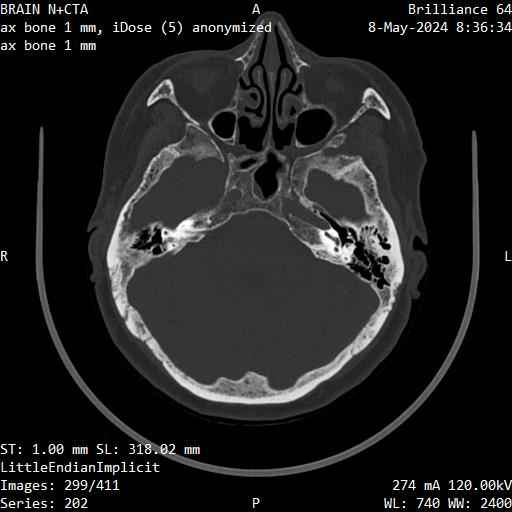 BRAIN N+CTA
ax bone 1 mm, iDose (5) anonymized
ax bone 1 mm
A
Brilliance 64
8-May-2024 8:36:34
R
L
ST: 1.00 mm SL: 318.02 mm
LittleEndianImplicit
Images: 299/411
Series: 202
P
274 mA 120.00kV
WL: 740 WW: 2400